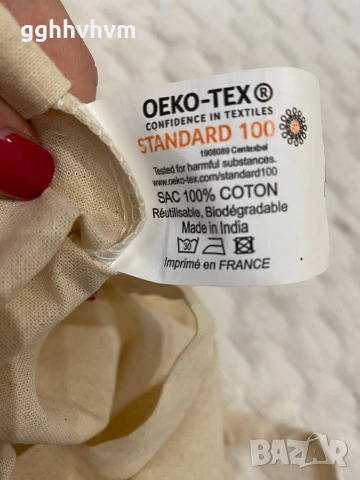 gghhvhvm
OEKO-TEX®
CONFIDENCE IN TEXTILES
STANDARD 100
1908089 Centexbel
Tested for harmful substances.
www.oeko-tex.com/standard100
SAC 100% COTON
Réutilisable, Biodégradable
Made in India
30
Imprimé en FRANCE
BAZAR